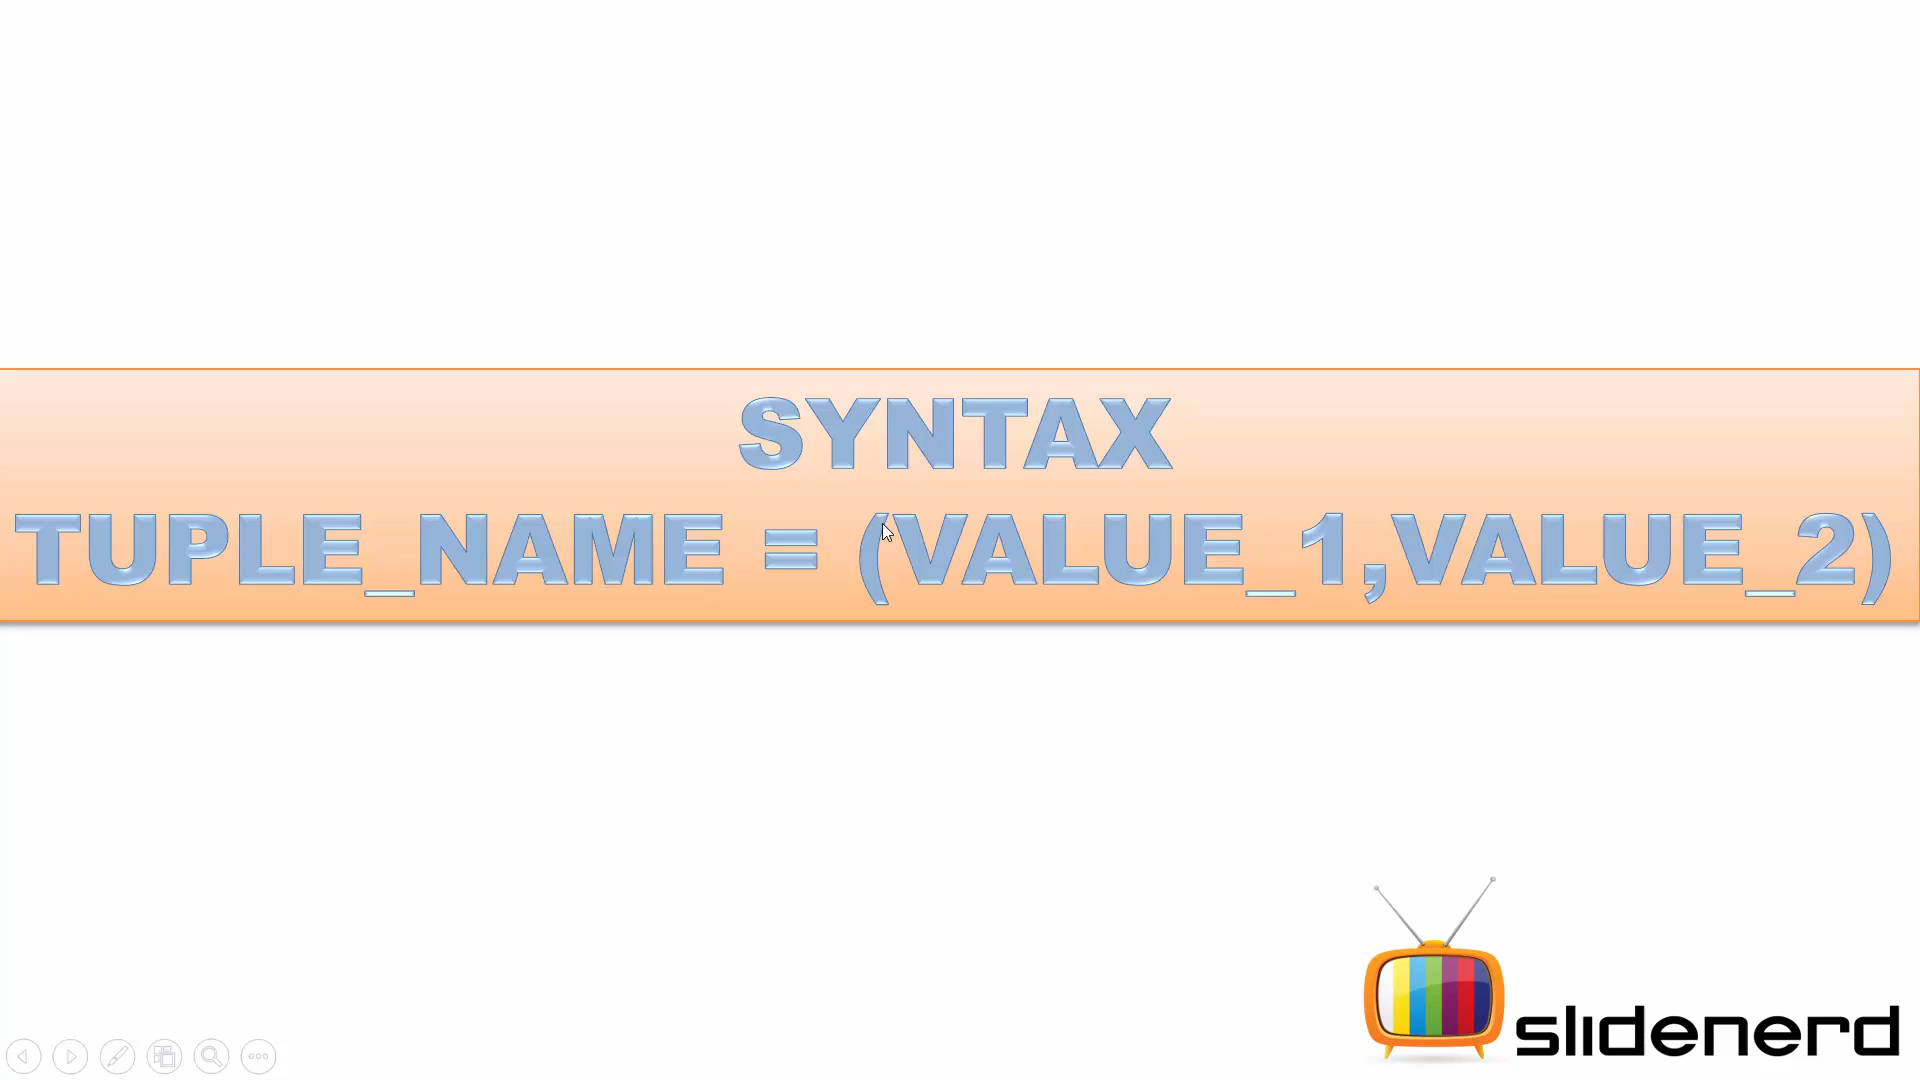 SYNTAX
TUPLE_NAME = (VALUE_1,VALUE_2)
slidenerd